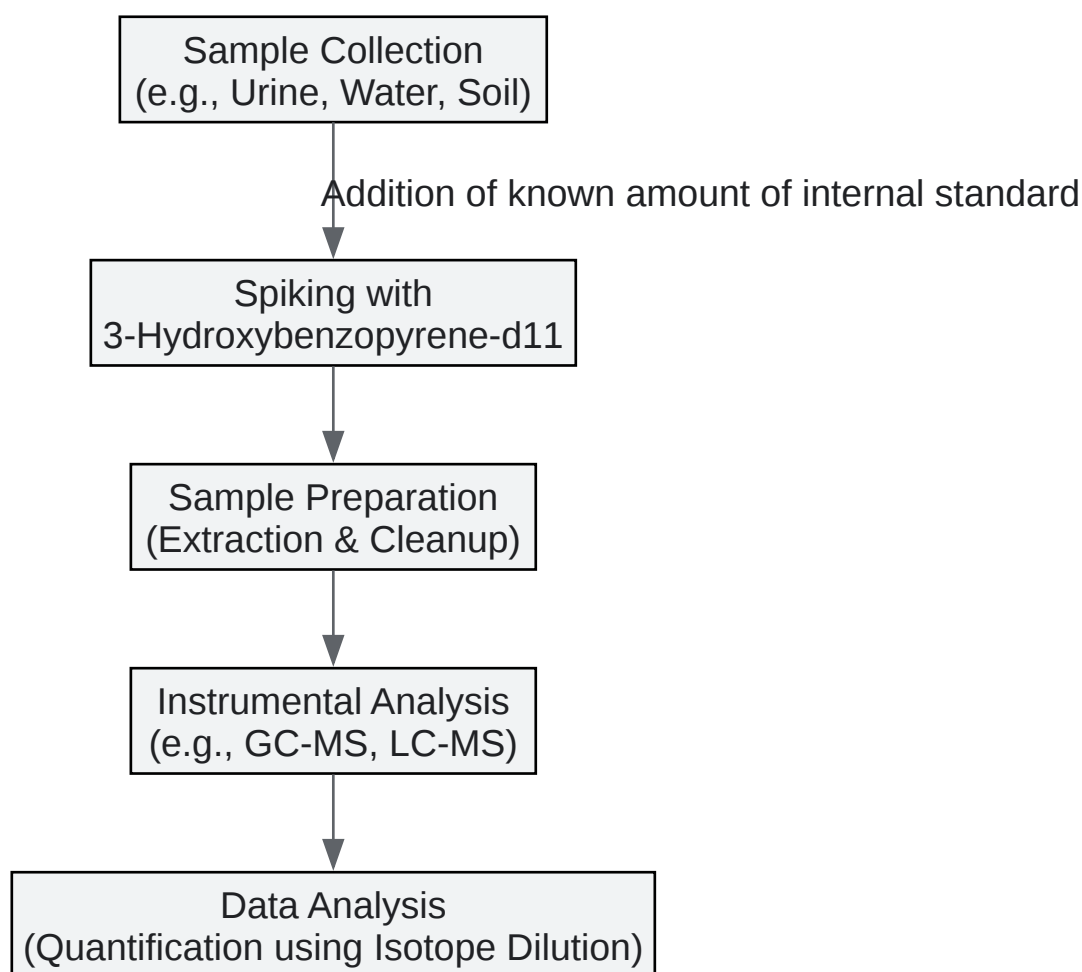 Sample Collection
(e.g., Urine, Water, Soil)
Addition of known amount of internal standard
Spiking with
3-Hydroxybenzopyrene-d11
Sample Preparation
(Extraction & Cleanup)
Instrumental Analysis
(e.g., GC-MS, LC-MS)
Data Analysis
(Quantification using Isotope Dilution)